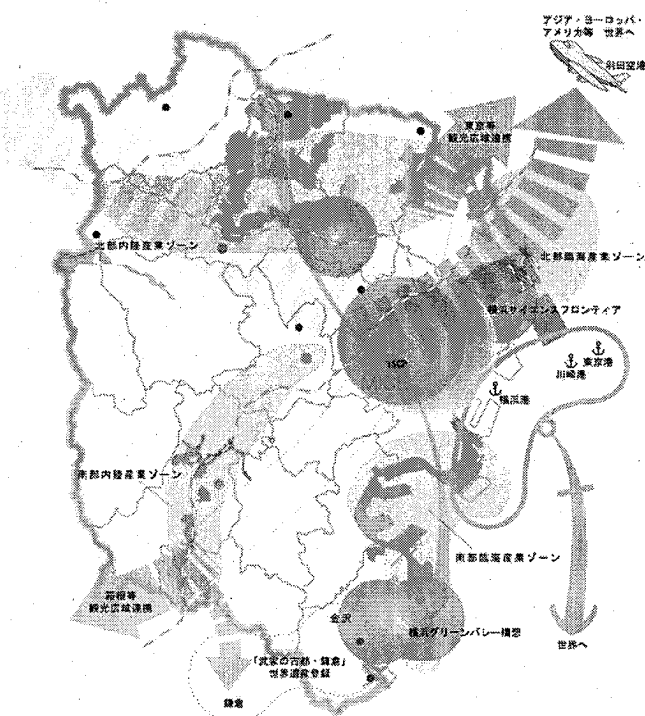 アジア・ヨーロッパ・
アメリカ等　世界へ
羽田空港
東京等
観光広域連携
北部内陸産業ゾーン
北部臨海産業ゾーン
横浜サイエンスフロンティア
東京港
川崎港
横浜港
南部内陸産業ゾーン
南部臨海産業ゾーン
箱根等
観光広域連携
金沢
横浜グリーンバレー構想
「武家の古都・鎌倉」
世界遺産登録
鎌倉
世界へ